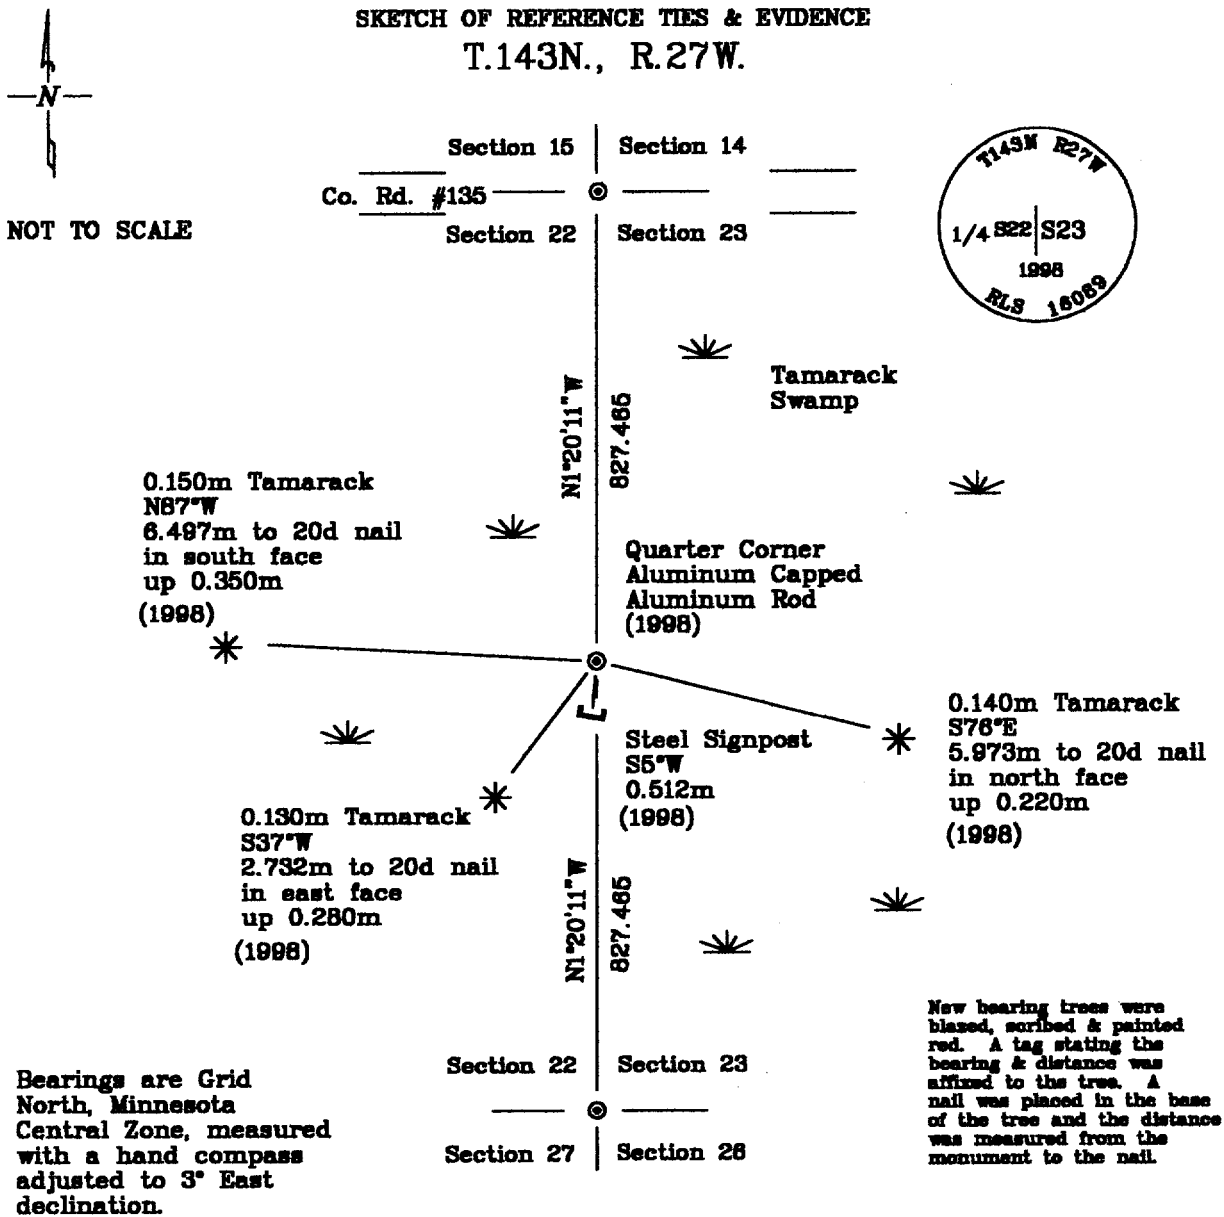 SKETCH OF REFERENCE TIES & EVIDENCE
T.143N., R.27W.
N
NOT TO SCALE
Section 15
Section 14
Co. Rd. #135
Section 22
Section 23
T143N R27W
1/4 S22 S23
1998
RLS 16089
Tamarack
Swamp
N1°20'11"W
827.465
0.150m Tamarack
N87°W
6.497m to 20d nail
in south face
up 0.350m
(1998)
Quarter Corner
Aluminum Capped
Aluminum Rod
(1998)
0.140m Tamarack
S76°E
5.973m to 20d nail
in north face
up 0.220m
(1998)
Steel Signpost
S5°W
0.512m
(1998)
0.130m Tamarack
S37°W
2.732m to 20d nail
in east face
up 0.280m
(1998)
N1°20'11"W
827.465
Section 22
Section 23
Section 27
Section 26
Bearings are Grid
North, Minnesota
Central Zone, measured
with a hand compass
adjusted to 3° East
declination.
New bearing trees were
blazed, scribed & painted
red. A tag stating the
bearing & distance was
affixed to the tree. A
nail was placed in the base
of the tree and the distance
was measured from the
monument to the nail.